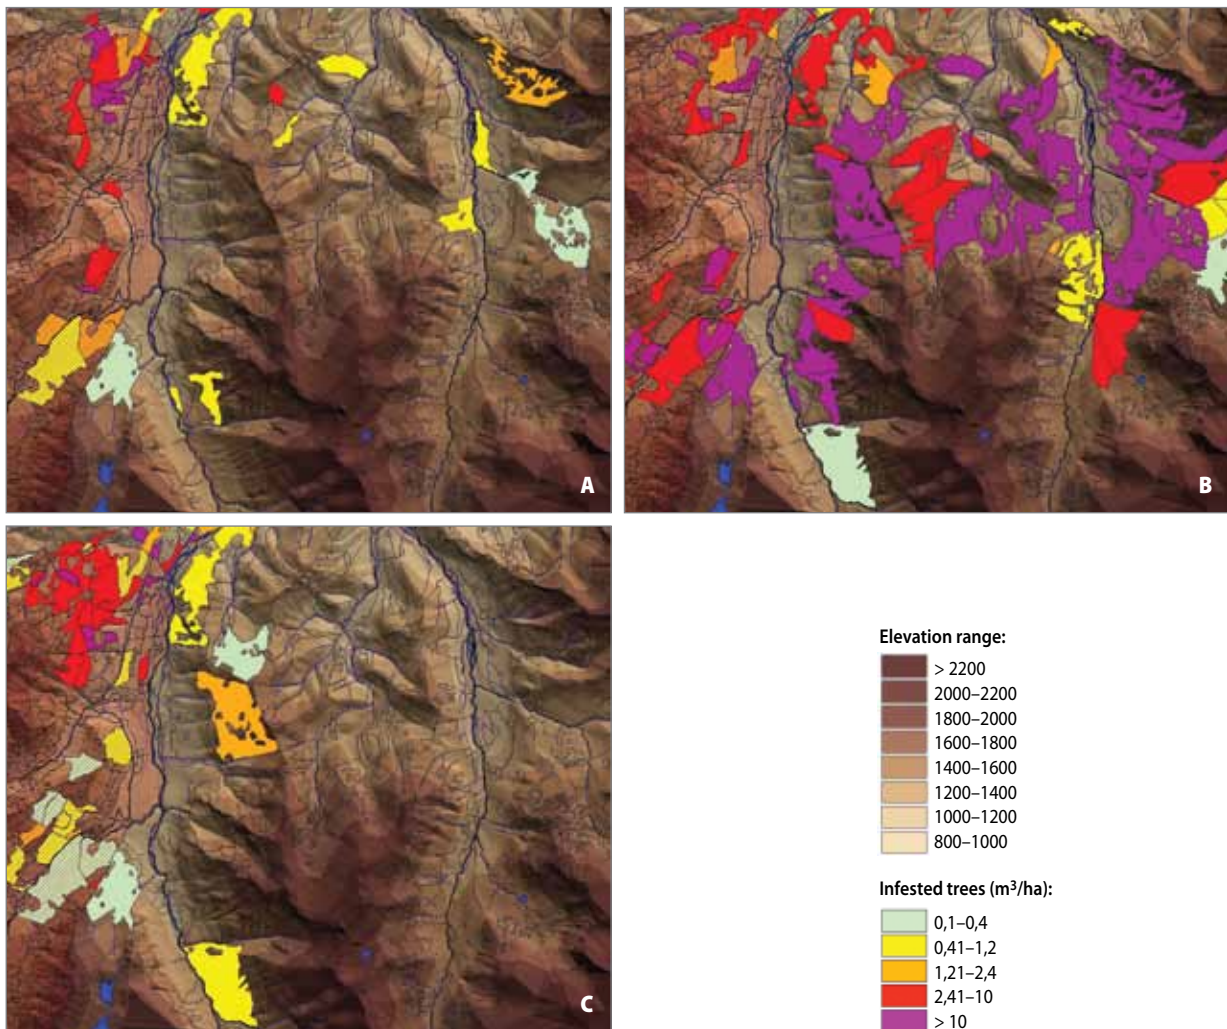 A
B
C
Elevation range:
> 2200
2000–2200
1800–2000
1600–1800
1400–1600
1200–1400
1000–1200
800–1000
Infested trees (m³/ha):
0,1–0,4
0,41–1,2
1,21–2,4
2,41–10
> 10